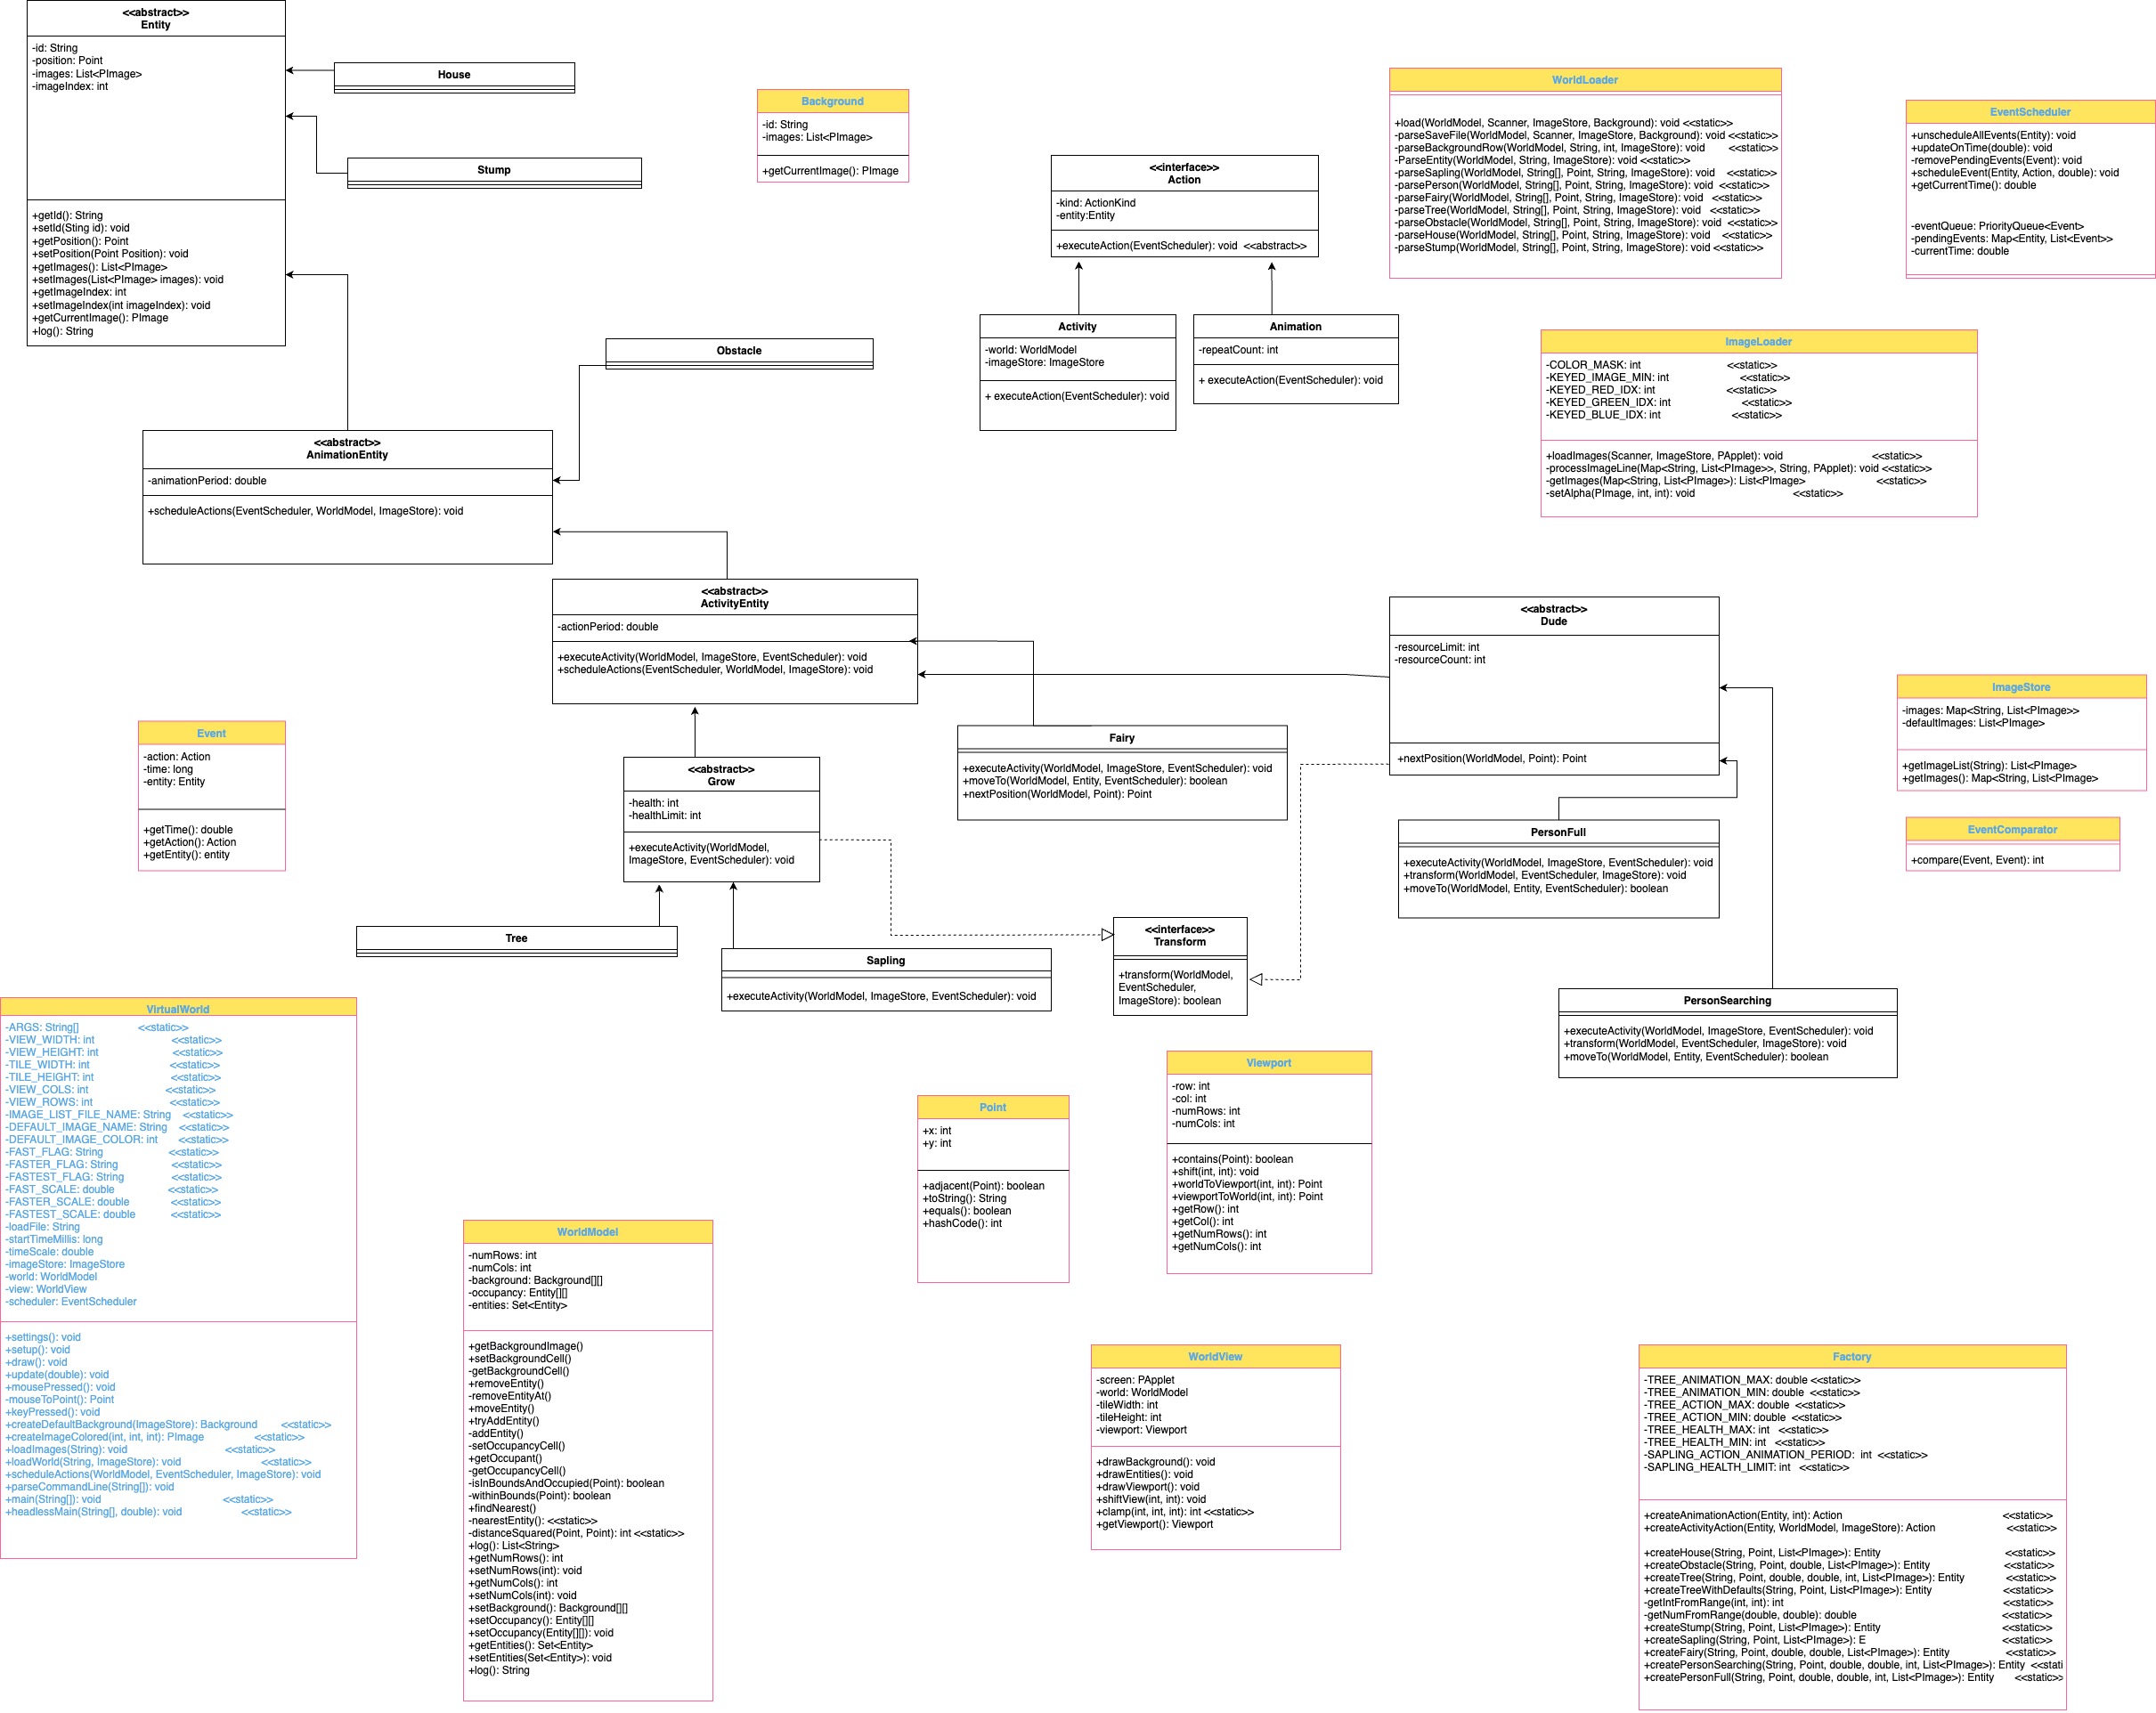 <<abstract>>
Entity
-id: String
-position: Point
-images: List<PImage>
-imageIndex: int
+getId(): String
+setId(Sting id): void
+getPosition(): Point
+setPosition(Point Position): void
+getImages(): List<PImage>
+setImages(List<PImage> images): void
+getImageIndex: int
+setImageIndex(int imageIndex): void
+getCurrentImage(): PImage
+log(): String
House
Stump
Background
-id: String
-images: List<PImage>
+getCurrentImage(): PImage
<<interface>>
Action
-kind: ActionKind
-entity:Entity
+executeAction(EventScheduler): void <<abstract>>
Activity
-world: WorldModel
-imageStore: ImageStore
+ executeAction(EventScheduler): void
Animation
-repeatCount: int
+ executeAction(EventScheduler): void
WorldLoader
+load(WorldModel, Scanner, ImageStore, Background): void <<static>>
-parseSaveFile(WorldModel, Scanner, ImageStore, Background): void <<static>>
-parseBackgroundRow(WorldModel, String, int, ImageStore): void <<static>>
-ParseEntity(WorldModel, String, ImageStore): void <<static>>
-parseSapling(WorldModel, String[], Point, String, ImageStore): void <<static>>
-parsePerson(WorldModel, String[], Point, String, ImageStore): void <<static>>
-parseFairy(WorldModel, String[], Point, String, ImageStore): void <<static>>
-parseTree(WorldModel, String[], Point, String, ImageStore): void <<static>>
-parseObstacle(WorldModel, String[], Point, String, ImageStore): void <<static>>
-parseHouse(WorldModel, String[], Point, String, ImageStore): void <<static>>
-parseStump(WorldModel, String[], Point, String, ImageStore): void <<static>>
EventScheduler
+unscheduleAllEvents(Entity): void
+updateOnTime(double): void
-removePendingEvents(Event): void
+scheduleEvent(Entity, Action, double): void
+getCurrentTime(): double
-eventQueue: PriorityQueue<Event>
-pendingEvents: Map<Entity, List<Event>>
-currentTime: double
ImageLoader
-COLOR_MASK: int <<static>>
-KEYED_IMAGE_MIN: int <<static>>
-KEYED_RED_IDX: int <<static>>
-KEYED_GREEN_IDX: int <<static>>
-KEYED_BLUE_IDX: int <<static>>
+loadImages(Scanner, ImageStore, PApplet): void <<static>>
-processImageLine(Map<String, List<PImage>>, String, PApplet): void <<static>>
-getImages(Map<String, List<PImage>): List<PImage> <<static>>
-setAlpha(PImage, int, int): void <<static>>
Obstacle
<<abstract>>
AnimationEntity
-animationPeriod: double
+scheduleActions(EventScheduler, WorldModel, ImageStore): void
<<abstract>>
ActivityEntity
-actionPeriod: double
+executeActivity(WorldModel, ImageStore, EventScheduler): void
+scheduleActions(EventScheduler, WorldModel, ImageStore): void
<<abstract>>
Dude
-resourceLimit: int
-resourceCount: int
+nextPosition(WorldModel, Point): Point
ImageStore
-images: Map<String, List<PImage>>
-defaultImages: List<PImage>
+getImageList(String): List<PImage>
+getImages(): Map<String, List<PImage>
Event
-action: Action
-time: long
-entity: Entity
+getTime(): double
+getAction(): Action
+getEntity(): entity
<<abstract>>
Grow
-health: int
-healthLimit: int
+executeActivity(WorldModel,
ImageStore, EventScheduler): void
Fairy
+executeActivity(WorldModel, ImageStore, EventScheduler): void
+moveTo(WorldModel, Entity, EventScheduler): boolean
+nextPosition(WorldModel, Point): Point
PersonFull
+executeActivity(WorldModel, ImageStore, EventScheduler): void
+transform(WorldModel, EventScheduler, ImageStore): void
+moveTo(WorldModel, Entity, EventScheduler): boolean
EventComparator
+compare(Event, Event): int
Tree
Sapling
+executeActivity(WorldModel, ImageStore, EventScheduler): void
<<interface>>
Transform
+transform(WorldModel,
EventScheduler,
ImageStore): boolean
PersonSearching
+executeActivity(WorldModel, ImageStore, EventScheduler): void
+transform(WorldModel, EventScheduler, ImageStore): void
+moveTo(WorldModel, Entity, EventScheduler): boolean
VirtualWorld
-ARGS: String[] <<static>>
-VIEW_WIDTH: int <<static>>
-VIEW_HEIGHT: int <<static>>
-TILE_WIDTH: int <<static>>
-TILE_HEIGHT: int <<static>>
-VIEW_COLS: int <<static>>
-VIEW_ROWS: int <<static>>
-IMAGE_LIST_FILE_NAME: String <<static>>
-DEFAULT_IMAGE_NAME: String <<static>>
-DEFAULT_IMAGE_COLOR: int <<static>>
-FAST_FLAG: String <<static>>
-FASTER_FLAG: String <<static>>
-FASTEST_FLAG: String <<static>>
-FAST_SCALE: double <<static>>
-FASTER_SCALE: double <<static>>
-FASTEST_SCALE: double <<static>>
-loadFile: String
-startTimeMillis: long
-timeScale: double
-imageStore: ImageStore
-world: WorldModel
-view: WorldView
-scheduler: EventScheduler
+settings(): void
+setup(): void
+draw(): void
+update(double): void
+mousePressed(): void
-mouseToPoint(): Point
+keyPressed(): void
+createDefaultBackground(ImageStore): Background <<static>>
+createImageColored(int, int, int): PImage <<static>>
+loadImages(String): void <<static>>
+loadWorld(String, ImageStore): void <<static>>
+scheduleActions(WorldModel, EventScheduler, ImageStore): void
+parseCommandLine(String[]): void
+main(String[]): void <<static>>
+headlessMain(String[], double): void <<static>>
WorldModel
-numRows: int
-numCols: int
-background: Background[][]
-occupancy: Entity[][]
-entities: Set<Entity>
+getBackgroundImage()
+setBackgroundCell()
-getBackgroundCell()
+removeEntity()
-removeEntityAt()
+moveEntity()
+tryAddEntity()
-addEntity()
-setOccupancyCell()
+getOccupant()
-getOccupancyCell()
-isInBoundsAndOccupied(Point): boolean
-withinBounds(Point): boolean
+findNearest()
-nearestEntity(): <<static>>
-distanceSquared(Point, Point): int <<static>>
+log(): List<String>
+getNumRows(): int
+setNumRows(int): void
+getNumCols(): int
+setNumCols(int): void
+setBackground(): Background[][]
+setOccupancy(): Entity[][]
+setOccupancy(Entity[][]): void
+getEntities(): Set<Entity>
+setEntities(Set<Entity>): void
+log(): String
Point
+x: int
+y: int
+adjacent(Point): boolean
+toString(): String
+equals(): boolean
+hashCode(): int
Viewport
-row: int
-col: int
-numRows: int
-numCols: int
+contains(Point): boolean
+shift(int, int): void
+worldToViewport(int, int): Point
+viewportToWorld(int, int): Point
+getRow(): int
+getCol(): int
+getNumRows(): int
+getNumCols(): int
WorldView
-screen: PApplet
-world: WorldModel
-tileWidth: int
-tileHeight: int
-viewport: Viewport
+drawBackground(): void
+drawEntities(): void
+drawViewport(): void
+shiftView(int, int): void
+clamp(int, int, int): int <<static>>
+getViewport(): Viewport
Factory
-TREE_ANIMATION_MAX: double <<static>>
-TREE_ANIMATION_MIN: double <<static>>
-TREE_ACTION_MAX: double <<static>>
-TREE_ACTION_MIN: double <<static>>
-TREE_HEALTH_MAX: int <<static>>
-TREE_HEALTH_MIN: int <<static>>
-SAPLING_ACTION_ANIMATION_PERIOD: int <<static>>
-SAPLING_HEALTH_LIMIT: int <<static>>
+createAnimationAction(Entity, int): Action <<static>>
+createActivityAction(Entity, WorldModel, ImageStore): Action <<static>>
+createHouse(String, Point, List<PImage>): Entity <<static>>
+createObstacle(String, Point, double, List<PImage>): Entity <<static>>
+createTree(String, Point, double, double, int, List<PImage>): Entity <<static>>
+createTreeWithDefaults(String, Point, List<PImage>): Entity <<static>>
-getIntFromRange(int, int): int <<static>>
-getNumFromRange(double, double): double <<static>>
+createStump(String, Point, List<PImage>): Entity <<static>>
+createSapling(String, Point, List<PImage>): E <<static>>
+createFairy(String, Point, double, double, List<PImage>): Entity <<static>>
+createPersonSearching(String, Point, double, double, int, List<PImage>): Entity <<stati
+createPersonFull(String, Point, double, double, int, List<PImage>): Entity <<static>>